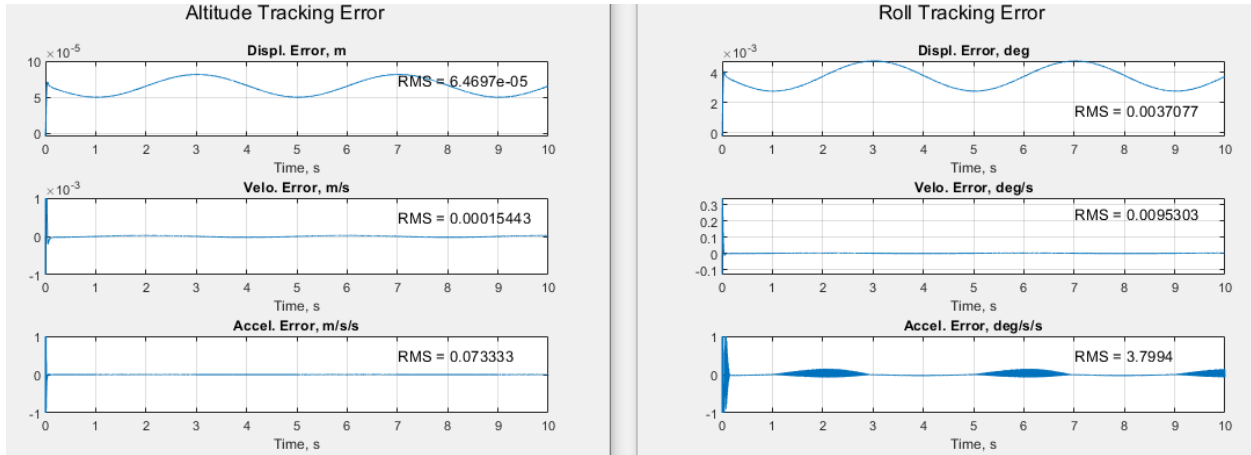 Altitude Tracking Error
×10-5
Displ. Error, m
10
5
0
RMS = 6.4697e-05
0 1 2 3 4 5 6 7 8 9 10
Time, s
×10-3
Velo. Error, m/s
1
0
-1
RMS = 0.00015443
0 1 2 3 4 5 6 7 8 9 10
Time, s
Accel. Error, m/s/s
1
0
-1
RMS = 0.073333
0 1 2 3 4 5 6 7 8 9 10
Time, s
Roll Tracking Error
×10-3
Displ. Error, deg
4
2
0
RMS = 0.0037077
0 1 2 3 4 5 6 7 8 9 10
Time, s
Velo. Error, deg/s
0.3
0.2
0.1
0
-0.1
RMS = 0.0095303
0 1 2 3 4 5 6 7 8 9 10
Time, s
Accel. Error, deg/s/s
1
0
-1
RMS = 3.7994
0 1 2 3 4 5 6 7 8 9 10
Time, s